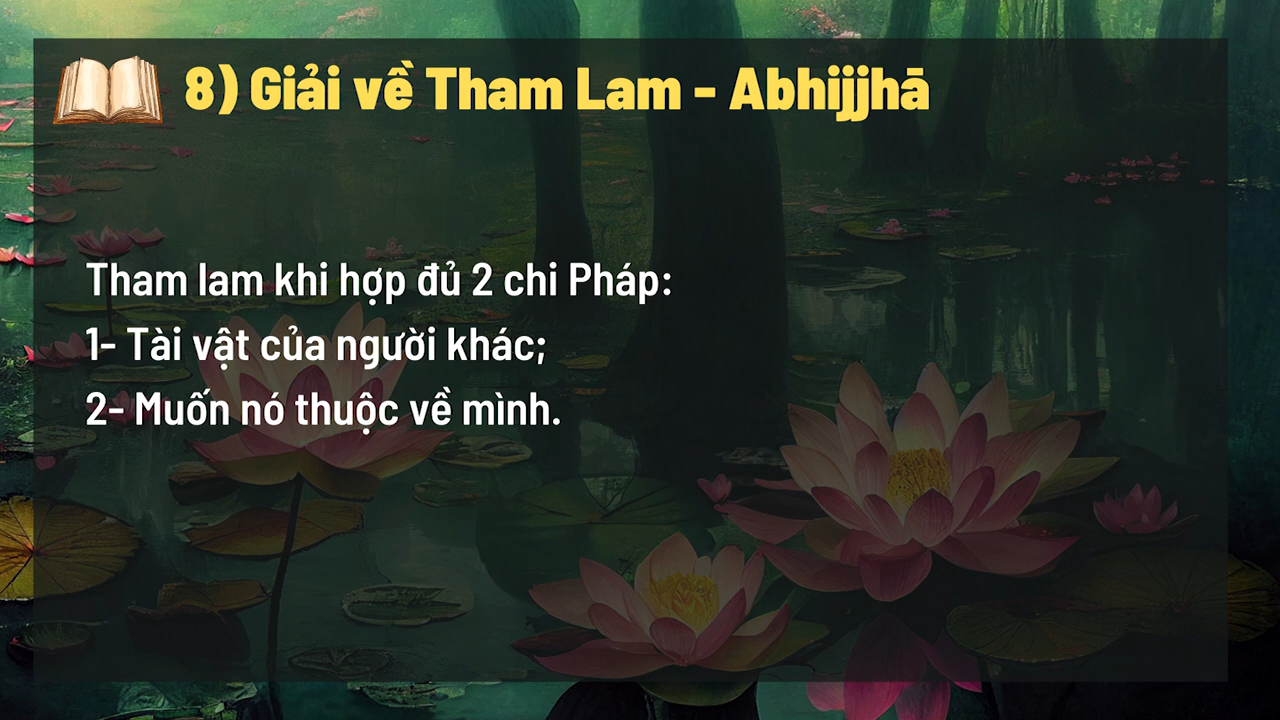 8) Giải về Tham Lam - Abhijjhā
Tham lam khi hợp đủ 2 chi Pháp:
1- Tài vật của người khác;
2- Muốn nó thuộc về mình.